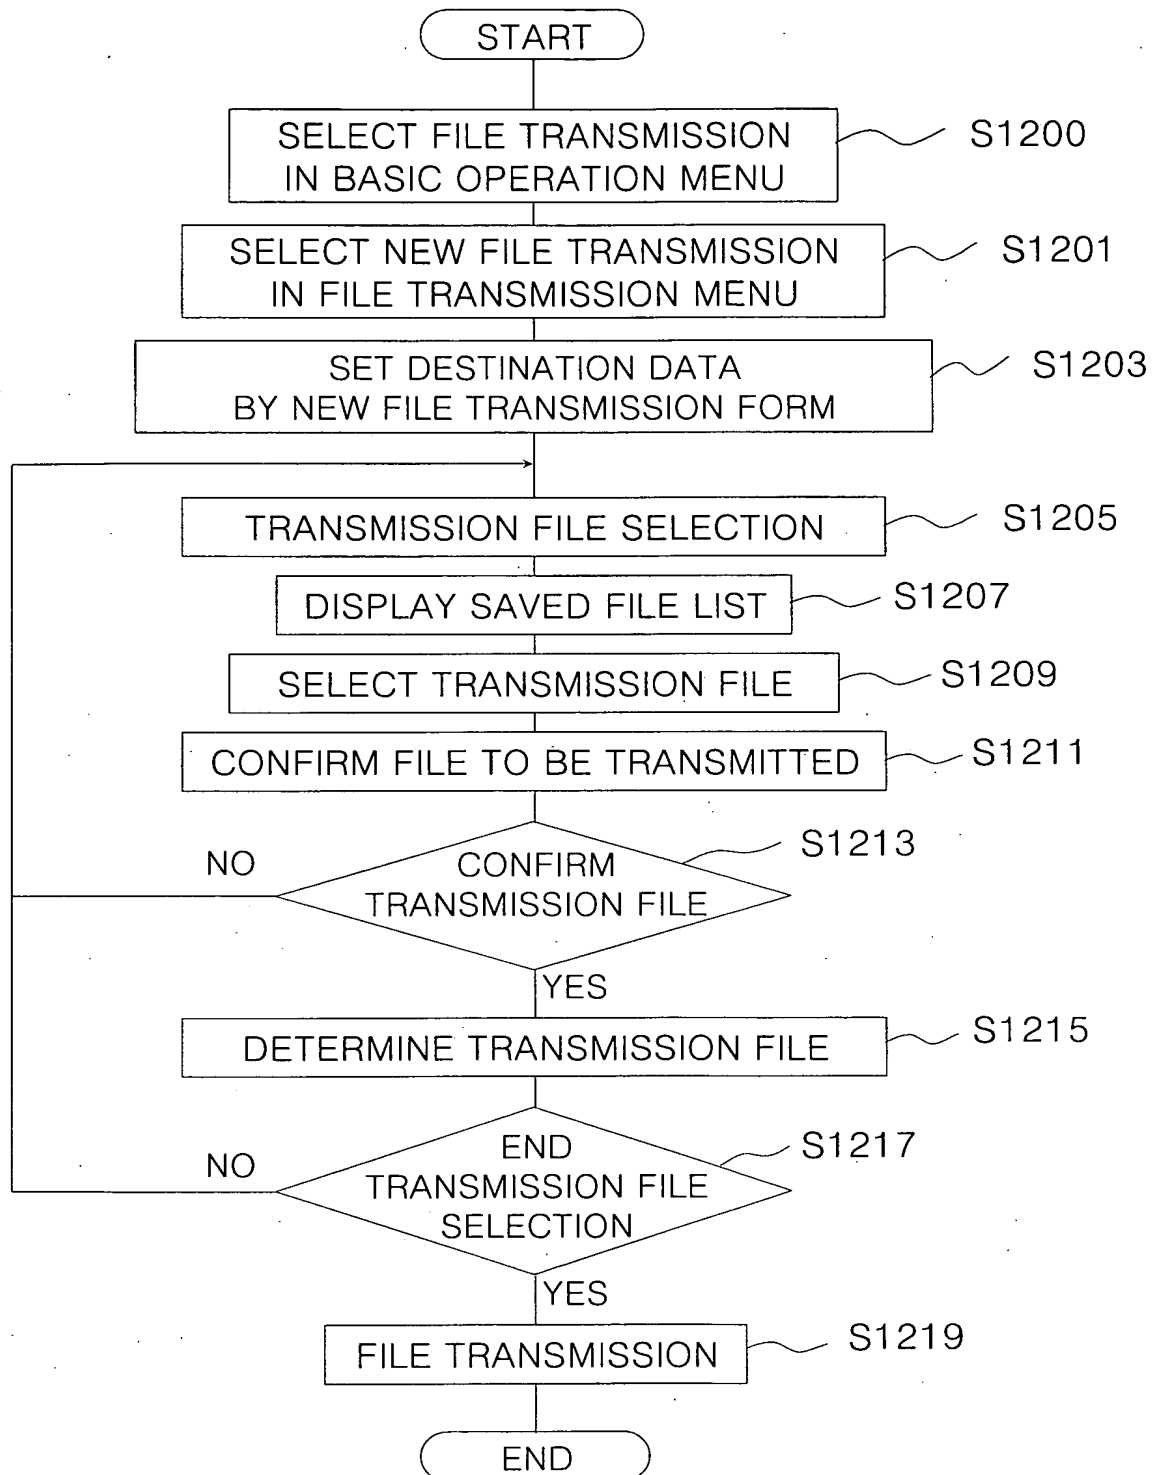 START
SELECT FILE TRANSMISSION
IN BASIC OPERATION MENU
S1200
SELECT NEW FILE TRANSMISSION
IN FILE TRANSMISSION MENU
S1201
SET DESTINATION DATA
BY NEW FILE TRANSMISSION FORM
S1203
TRANSMISSION FILE SELECTION
S1205
DISPLAY SAVED FILE LIST
S1207
SELECT TRANSMISSION FILE
S1209
CONFIRM FILE TO BE TRANSMITTED
S1211
CONFIRM
TRANSMISSION FILE
S1213
NO
YES
DETERMINE TRANSMISSION FILE
S1215
END
TRANSMISSION FILE
SELECTION
S1217
NO
YES
FILE TRANSMISSION
S1219
END